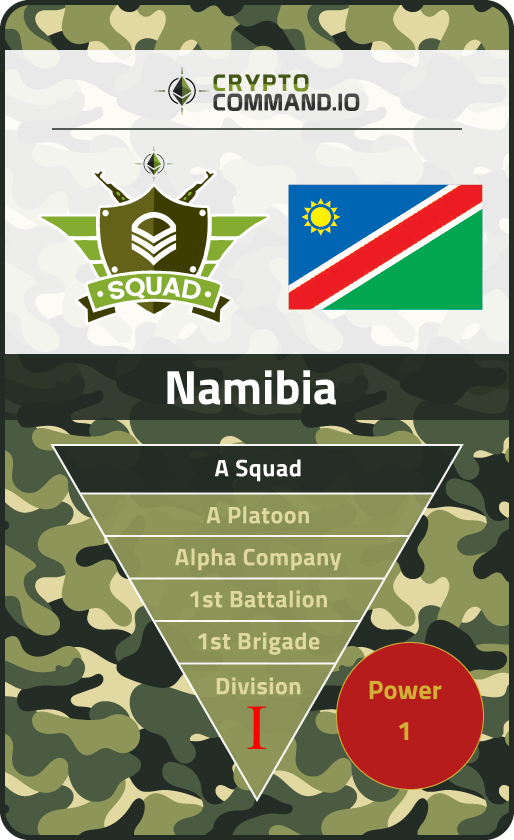 CRYPTO
COMMAND.IO
SQUAD
Namibia
A Squad
A Platoon
Alpha Company
1st Battalion
1st Brigade
Division
I
Power
1